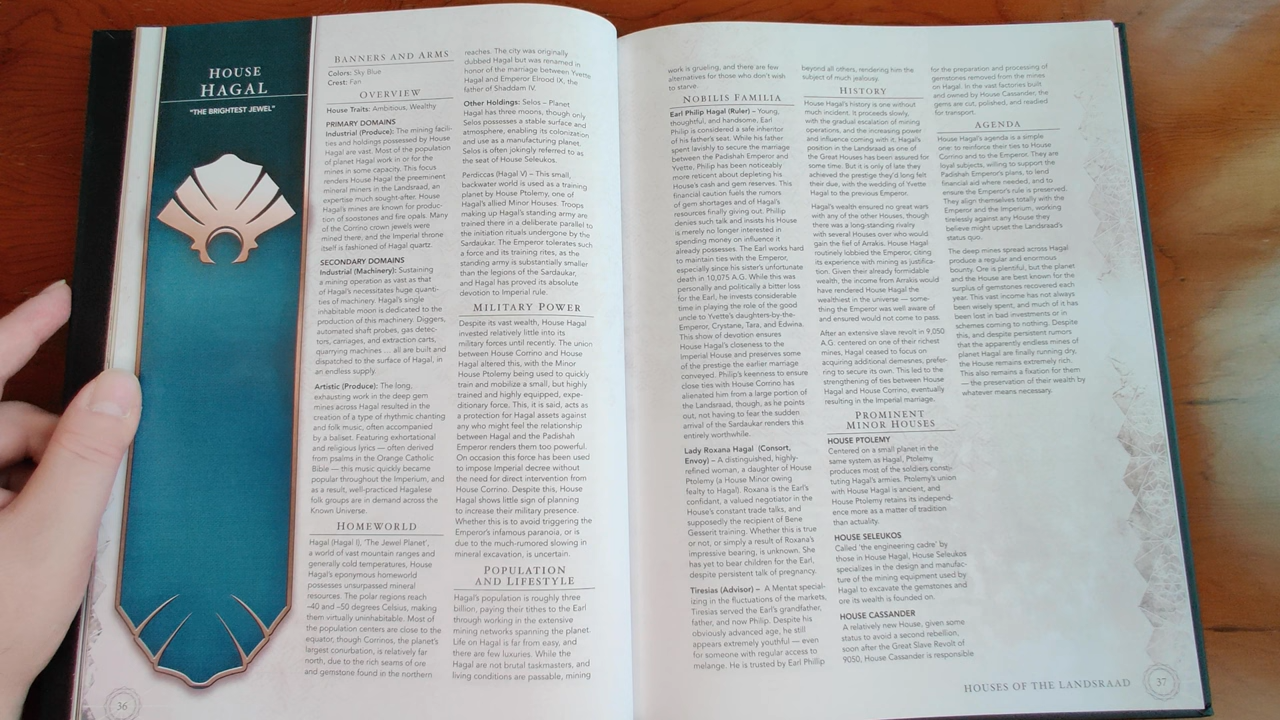 HOUSE
HAGAL
"THE BRIGHTEST JEWEL"
BANNERS AND ARMS
Colors: Sky Blue
Crest: Fan
OVERVIEW
House Traits: Ambitious, Wealthy
PRIMARY DOMAINS
Industrial (Produce): The mining facili-
ties and holdings possessed by House
Hagal are vast. Most of the population
of planet Hagal work in or for the
mines in some capacity. This focus
renders House Hagal the preeminent
mineral miners in the Landsraad, an
expertise much sought-after. House
Hagal's mines are known for produc-
tion of soostones and fire opals. Many
of the Corrino crown jewels were
mined there, and the Imperial throne
itself is fashioned of Hagal quartz.
SECONDARY DOMAINS
Industrial (Machinery): Sustaining
a mining operation as vast as that
of Hagal's necessitates huge quanti-
ties of machinery. Hagal's single
inhabitable moon is dedicated to the
production of this machinery. Diggers,
automated shaft probes, gas detec-
tors, carriages, and extraction carts,
quarrying machines ... all are built and
dispatched to the surface of Hagal, in
an endless supply.
Artistic (Produce): The long,
exhausting work in the deep gem
mines across Hagal resulted in the
creation of a type of rhythmic chanting
and folk music, often accompanied
by a baliset. Featuring exhortational
and religious lyrics — often derived
from psalms in the Orange Catholic
Bible — this music quickly became
popular throughout the Imperium, and
as a result, well-practiced Hagalese
folk groups are in demand across the
Known Universe.
HOMEWORLD
Hagal (Hagal I), 'The Jewel Planet',
a world of vast mountain ranges and
generally cold temperatures, House
Hagal's eponymous homeworld
possesses unsurpassed mineral
resources. The polar regions reach
–40 and –50 degrees Celsius, making
them virtually uninhabitable. Most of
the population centers are close to the
equator, though Corrinos, the planet's
largest conurbation, is relatively far
north, due to the rich seams of ore
and gemstone found in the northern
reaches. The city was originally
dubbed Hagal but was renamed in
honor of the marriage between Yvette
Hagal and Emperor Elrood IX, the
father of Shaddam IV.
Other Holdings: Selos – Planet
Hagal has three moons, though only
Selos possesses a stable surface and
atmosphere, enabling its colonization
and use as a manufacturing planet.
Selos is often jokingly referred to as
the seat of House Seleukos.
Perdiccas (Hagal V) – This small,
backwater world is used as a training
planet by House Ptolemy, one of
Hagal's allied Minor Houses. Troops
making up Hagal's standing army are
trained there in a deliberate parallel to
the initiation rituals undergone by the
Sardaukar. The Emperor tolerates such
a force and its training rites, as the
standing army is substantially smaller
than the legions of the Sardaukar,
and Hagal has proved its absolute
devotion to Imperial rule.
MILITARY POWER
Despite its vast wealth, House Hagal
invested relatively little into its
military forces until recently. The union
between House Corrino and House
Hagal altered this, with the Minor
House Ptolemy being used to quickly
train and mobilize a small, but highly
trained and highly equipped, expe-
ditionary force. This, it is said, acts as
a protection for Hagal assets against
any who might feel the relationship
between Hagal and the Padishah
Emperor renders them too powerful.
On occasion this force has been used
to impose Imperial decree without
the need for direct intervention from
House Corrino. Despite this, House
Hagal shows little sign of planning
to increase their military presence.
Whether this is to avoid triggering the
Emperor's infamous paranoia, or is
due to the much-rumored slowing in
mineral excavation, is uncertain.
POPULATION
AND LIFESTYLE
Hagal's population is roughly three
billion, paying their tithes to the Earl
through working in the extensive
mining networks spanning the planet.
Life on Hagal is far from easy, and
there are few luxuries. While the
Hagal are not brutal taskmasters, and
living conditions are passable, mining
36
work is grueling, and there are few
alternatives for those who don't wish
to starve.
NOBILIS FAMILIA
Earl Philip Hagal (Ruler) – Young,
thoughtful, and handsome, Earl
Philip is considered a safe inheritor
of his father's seat. While his father
spent lavishly to secure the marriage
between the Padishah Emperor and
Yvette, Philip has been noticeably
more reticent about depleting his
House's cash and gem reserves. This
financial caution fuels the rumors
of gem shortages and of Hagal's
resources finally giving out. Phillip
denies such talk and insists his House
is merely no longer interested in
spending money on influence it
already possesses. The Earl works hard
to maintain ties with the Emperor,
especially since his sister's unfortunate
death in 10,075 A.G. While this was
personally and politically a bitter loss
for the Earl, he invests considerable
time in playing the role of the good
uncle to Yvette's daughters-by-the-
Emperor, Crystane, Tara, and Edwina.
This show of devotion ensures
House Hagal's closeness to the
Imperial House and preserves some
of the prestige the earlier marriage
conveyed. Philip's keenness to ensure
close ties with House Corrino has
alienated him from a large portion of
the Landsraad, though, as he points
out, not having to fear the sudden
arrival of the Sardaukar renders this
entirely worthwhile.
Lady Roxana Hagal (Consort,
Envoy) – A distinguished, highly-
refined woman, a daughter of House
Ptolemy (a House Minor owing
fealty to Hagal). Roxana is the Earl's
confidant, a valued negotiator in the
House's constant trade talks, and
supposedly the recipient of Bene
Gesserit training. Whether this is true
or not, or simply a result of Roxana's
impressive bearing, is unknown. She
has yet to bear children for the Earl,
despite persistent talk of pregnancy.
Tiresias (Advisor) – A Mentat special-
izing in the fluctuations of the markets,
Tiresias served the Earl's grandfather,
father, and now Philip. Despite his
obviously advanced age, he still
appears extremely youthful — even
for someone with regular access to
melange. He is trusted by Earl Phillip
beyond all others, rendering him the
subject of much jealousy.
HISTORY
House Hagal's history is one without
much incident. It proceeds slowly,
with the gradual escalation of mining
operations, and the increasing power
and influence coming with it. Hagal's
position in the Landsraad as one of
the Great Houses has been assured for
some time. But it is only of late they
achieved the prestige they'd long felt
their due, with the wedding of Yvette
Hagal to the previous Emperor.
Hagal's wealth ensured no great wars
with any of the other Houses, though
there was a long-standing rivalry
with several Houses over who would
gain the fief of Arrakis. House Hagal
routinely lobbied the Emperor, citing
its experience with mining as justifica-
tion. Given their already formidable
wealth, the income from Arrakis would
have rendered House Hagal the
wealthiest in the universe — some-
thing the Emperor was well aware of
and ensured would not come to pass.
After an extensive slave revolt in 9,050
A.G. centered on one of their richest
mines, Hagal ceased to focus on
acquiring additional demesnes, prefer-
ring to secure its own. This led to the
strengthening of ties between House
Hagal and House Corrino, eventually
resulting in the Imperial marriage.
PROMINENT
MINOR HOUSES
HOUSE PTOLEMY
Centered on a small planet in the
same system as Hagal, Ptolemy
produces most of the soldiers consti-
tuting Hagal's armies. Ptolemy's union
with House Hagal is ancient, and
House Ptolemy retains its independ-
ence more as a matter of tradition
than actuality.
HOUSE SELEUKOS
Called 'the engineering cadre' by
those in House Hagal, House Seleukos
specializes in the design and manufac-
ture of the mining equipment used by
Hagal to excavate the gemstones and
ore its wealth is founded on.
HOUSE CASSANDER
A relatively new House, given some
status to avoid a second rebellion,
soon after the Great Slave Revolt of
9050. House Cassander is responsible
for the preparation and processing of
gemstones removed from the mines
on Hagal. In the vast factories built
and owned by House Cassander, the
gems are cut, polished, and readied
for transport.
AGENDA
House Hagal's agenda is a simple
one: to reinforce their ties to House
Corrino and to the Emperor. They are
loyal subjects, willing to support the
Padishah Emperor's plans, to lend
financial aid where needed, and to
ensure the Emperor's rule is preserved.
They align themselves totally with the
Emperor and the Imperium, working
tirelessly against any House they
believe might upset the Landsraad's
status quo.
The deep mines spread across Hagal
produce a regular and enormous
bounty. Ore is plentiful, but the planet
and the House are best known for the
surplus of gemstones recovered each
year. This vast income has not always
been wisely spent, and much of it has
been lost in bad investments or in
schemes coming to nothing. Despite
this, and despite persistent rumors
that the apparently endless mines of
planet Hagal are finally running dry,
the House remains extremely rich.
This also remains a fixation for them
— the preservation of their wealth by
whatever means necessary.
HOUSES OF THE LANDSRAAD
37